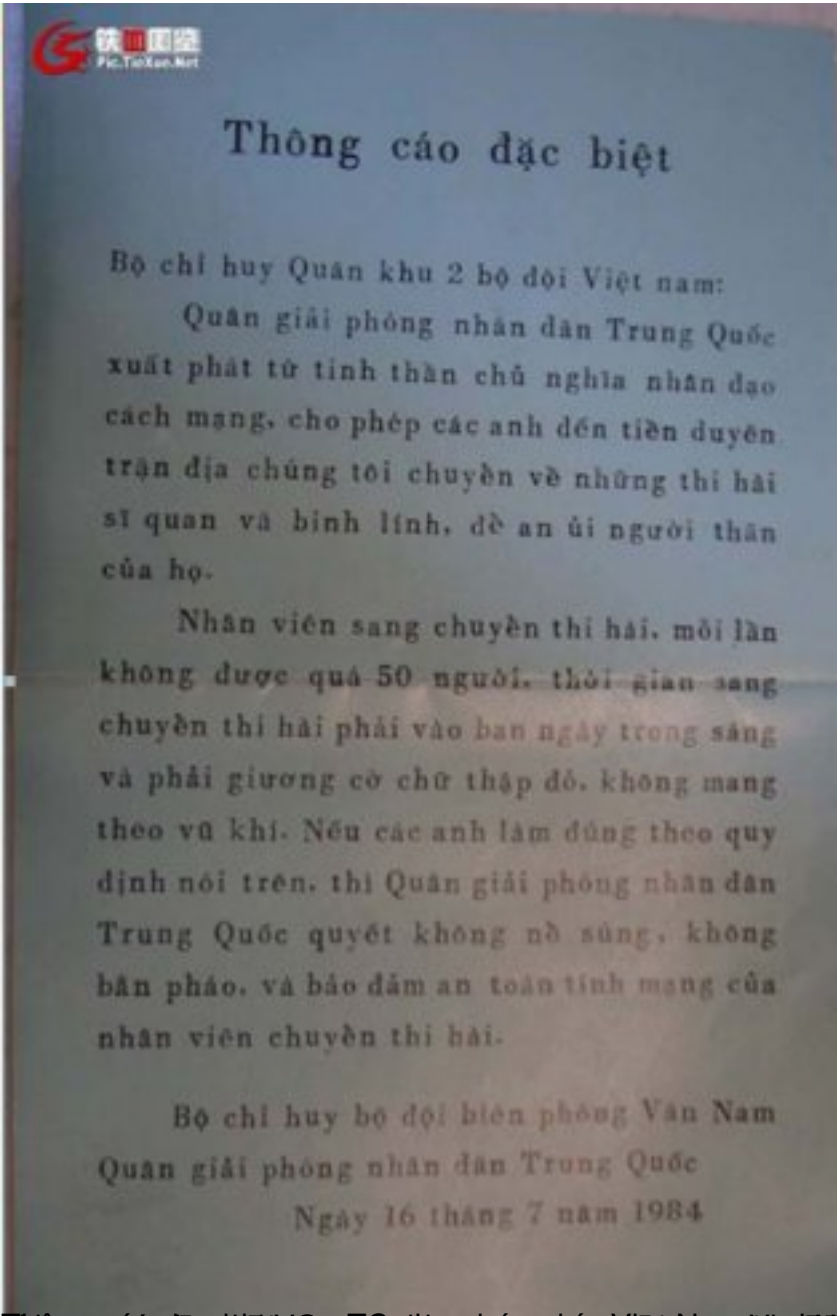 铁血图览
Pic.TieXue.Net
Thông cáo đặc biệt
Bộ chỉ huy Quân khu 2 bộ đội Việt nam:
Quân giải phóng nhân dân Trung Quốc
xuất phát từ tinh thần chủ nghĩa nhân đạo
cách mạng, cho phép các anh đến tiền duyên
trận địa chúng tôi chuyển về những thi hài
sĩ quan và binh lính, để an ủi người thân
của họ.
Nhân viên sang chuyển thi hài, mỗi lần
không được quá 50 người, thời gian sang
chuyển thi hài phải vào ban ngày trong sáng
và phải giương cờ chữ thập đỏ, không mang
theo vũ khí. Nếu các anh làm đúng theo quy
định nói trên, thì Quân giải phóng nhân dân
Trung Quốc quyết không nổ súng, không
bắn pháo, và bảo đảm an toàn tính mạng của
nhân viên chuyển thi hài.
Bộ chỉ huy bộ đội biên phòng Vân Nam
Quân giải phóng nhân dân Trung Quốc
Ngày 16 tháng 7 năm 1984